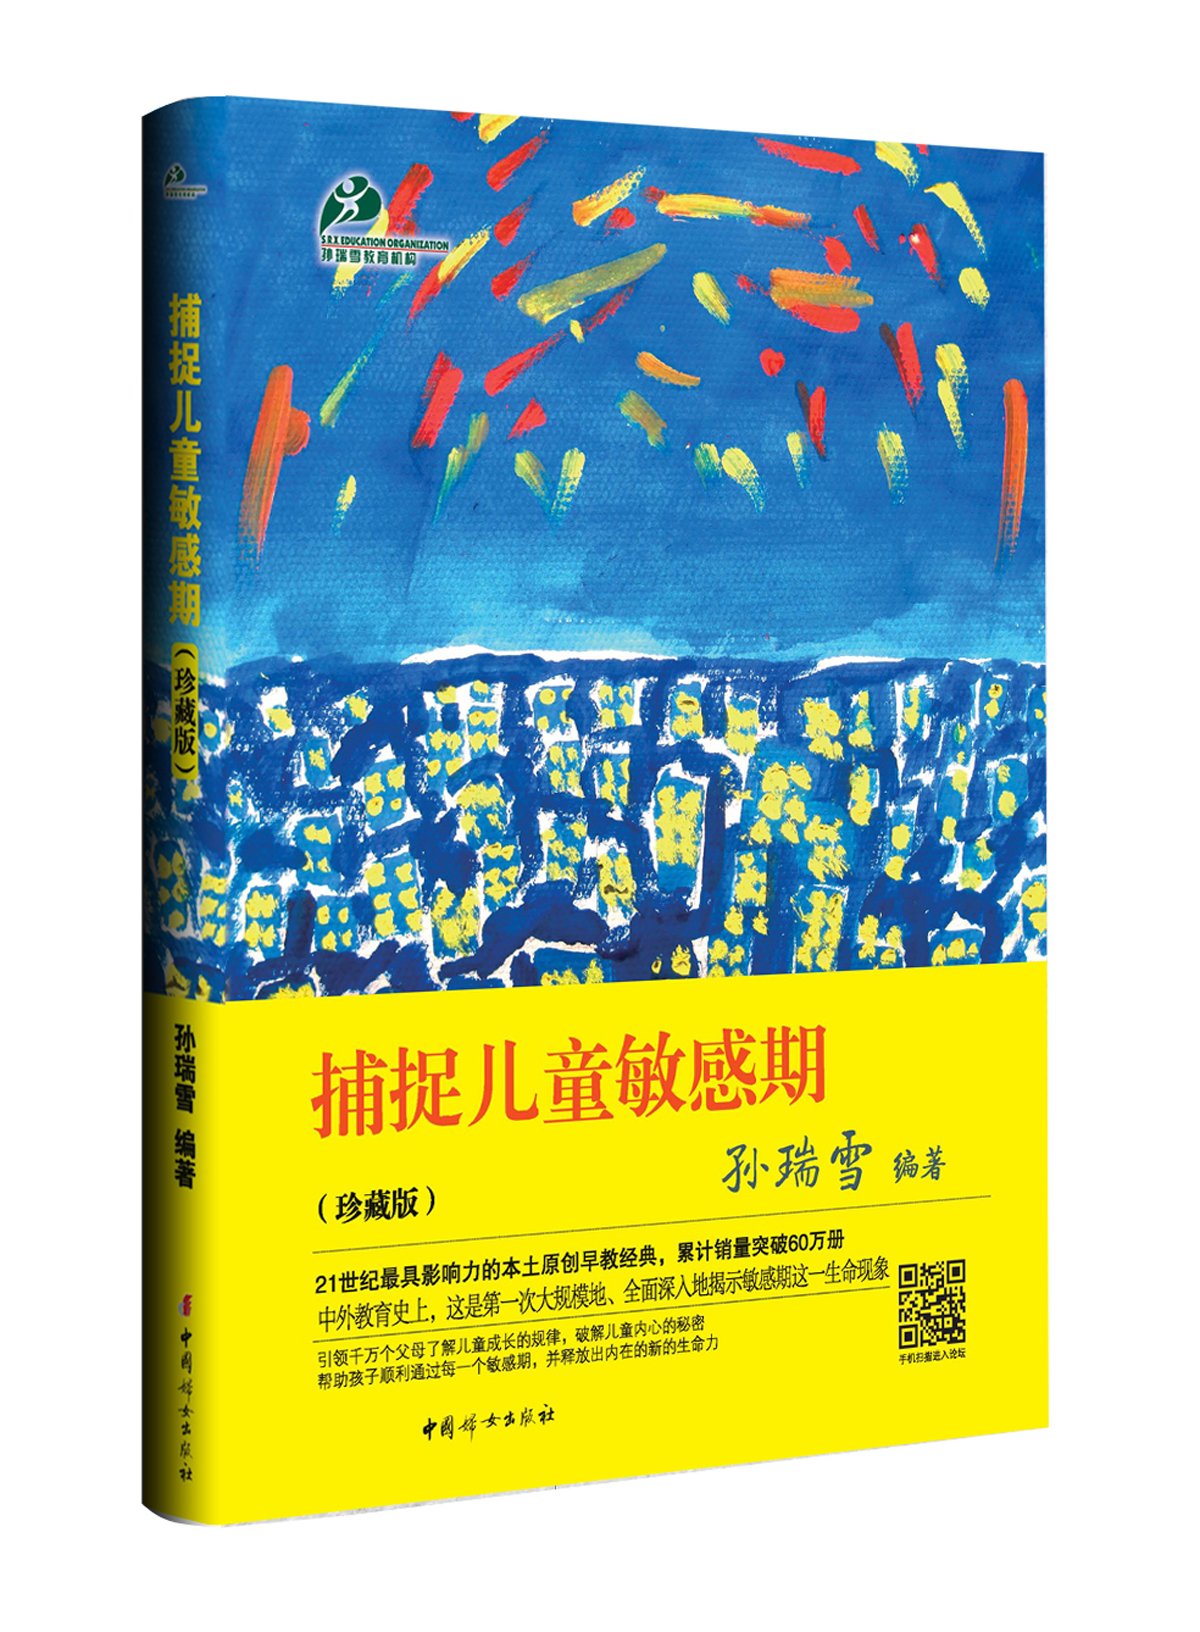 S R X EDUCATION ORGANIZATION
孙瑞雪教育机构
捕捉儿童敏感期
（珍藏版）
孙瑞雪 编著
中国妇女出版社
捕捉儿童敏感期
孙瑞雪 编著
（珍藏版）
21世纪最具影响力的本土原创早教经典，累计销量突破60万册
中外教育史上，这是第一次大规模地、全面深入地揭示敏感期这一生命现象
引领千万个父母了解儿童成长的规律，破解儿童内心的秘密
帮助孩子顺利通过每一个敏感期，并释放出内在的新的生命力
手机扫描进入论坛
中国妇女出版社